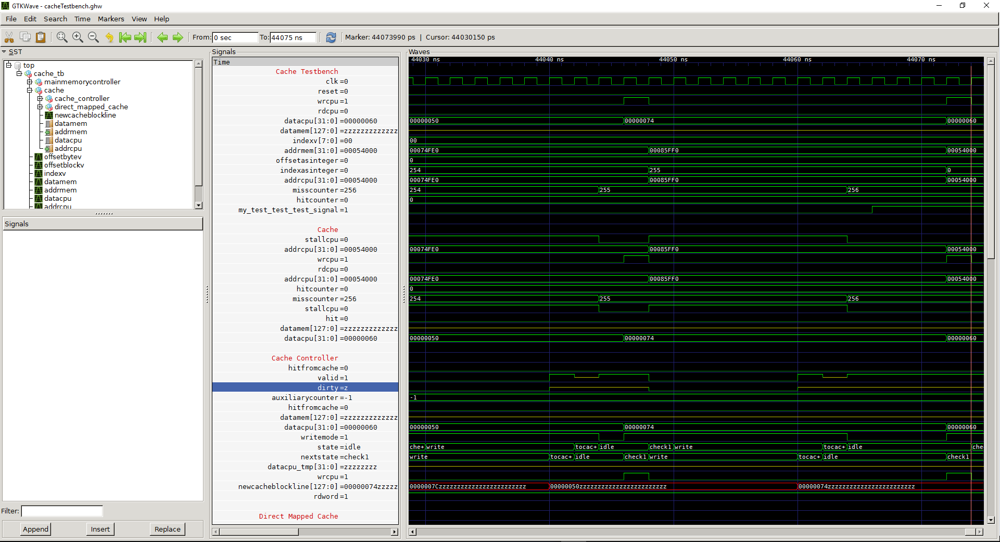 GTKWave - cacheTestbench.ghw
File Edit Search Time Markers View Help
From: 0 sec To: 44075 ns Marker: 44073990 ps | Cursor: 44030150 ps
SST
top
cache_tb
mainmemorycontroller
cache
cache_controller
direct_mapped_cache
newcacheblockline
datamem
addrmem
datacpu
addrcpu
offsetbytev
offsetblockv
indexv
datamem
addrmem
datacpu
addrcpu
Signals
Filter:
Append Insert Replace
Signals
Time
Cache Testbench
clk=0
reset=0
wrcpu=1
rdcpu=0
datacpu[31:0]=00000060
datamem[127:0]=zzzzzzzzzzzzz
indexv[7:0]=00
addrmem[31:0]=00054000
offsetasinteger=0
indexasinteger=0
addrcpu[31:0]=00054000
misscounter=256
hitcounter=0
my_test_test_test_signal=1
Cache
stallcpu=0
addrcpu[31:0]=00054000
wrcpu=1
rdcpu=0
addrcpu[31:0]=00054000
hitcounter=0
misscounter=256
stallcpu=0
hit=0
datamem[127:0]=zzzzzzzzzzzzz
datacpu[31:0]=00000060
Cache Controller
hitfromcache=0
valid=1
dirty=z
auxiliarycounter=-1
hitfromcache=0
datamem[127:0]=zzzzzzzzzzzzz
datacpu[31:0]=00000060
writemode=1
state=idle
nextstate=check1
datacpu_tmp[31:0]=zzzzzzzz
wrcpu=1
newcacheblockline[127:0]=00000074zzzzz
rdword=1
Direct Mapped Cache
Waves
44030 ns 44040 ns 44050 ns 44060 ns 44070 ns
00000050 00000074 00000060
00
00074FE0 00085FF0 00054000
0
254 255 0
00074FE0 00085FF0 00054000
254 255 256
0
00074FE0 00085FF0 00054000
00074FE0 00085FF0 00054000
0
254 255 256
00000050 00000074 00000060
-1
00000050 00000074 00000060
che+ write tocac+ idle check1 write tocac+ idle che
write tocac+ idle check1 write tocac+ idle check1
0000007Czzzzzzzzzzzzzzzzzzzzzzzz 00000050zzzzzzzzzzzzzzzzzzzzzzzz 00000074zzzzzzzzzzzzzzzzzzzzzzzz